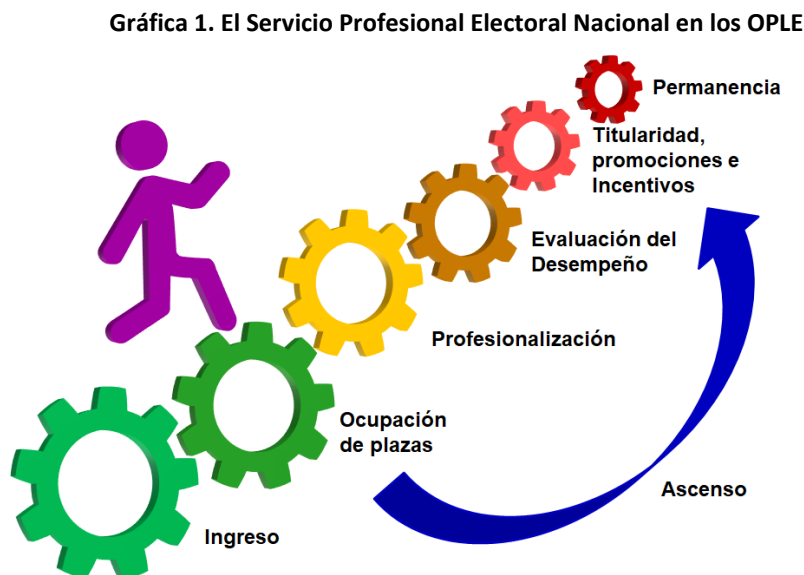 Gráfica 1. El Servicio Profesional Electoral Nacional en los OPLE
Permanencia
Titularidad,
promociones e
Incentivos
Evaluación del
Desempeño
Profesionalización
Ocupación
de plazas
Ascenso
Ingreso